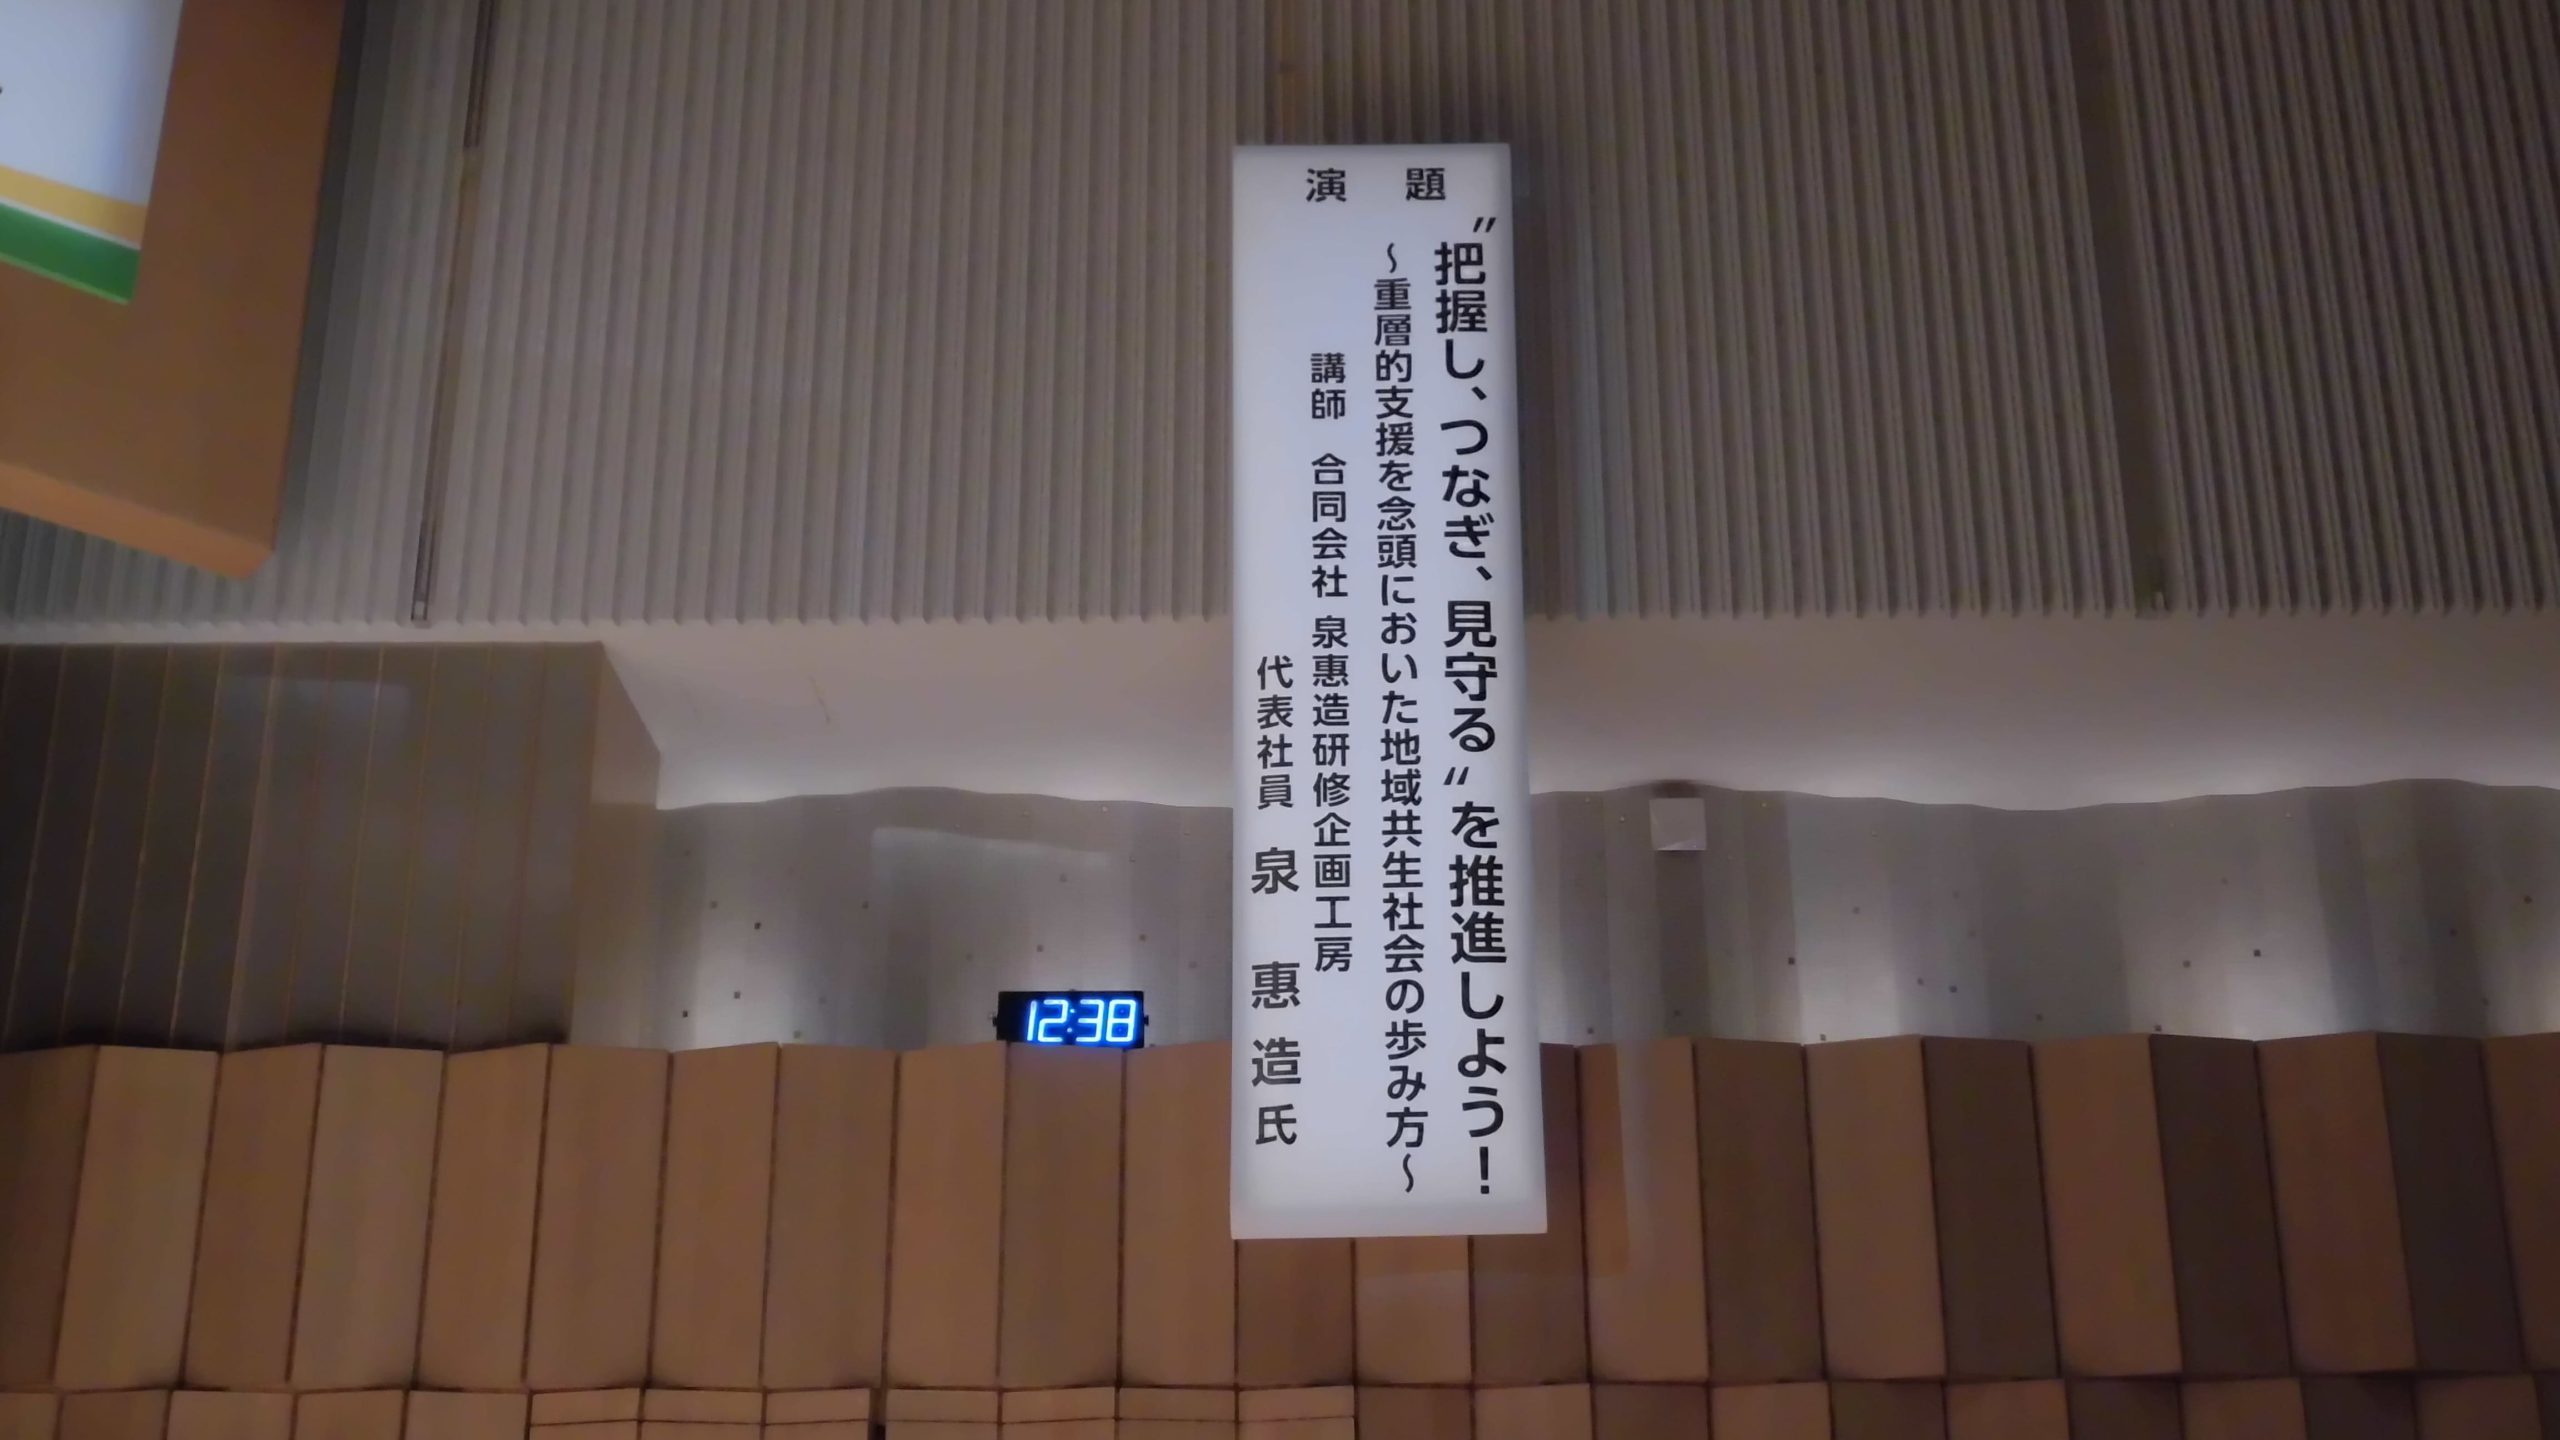 演 題
〝把握し、つなぎ、見守る〟を推進しよう!
～重層的支援を念頭においた地域共生社会の歩み方～
講師 合同会社 泉惠造研修企画工房
代表社員 泉 惠造氏
12:38